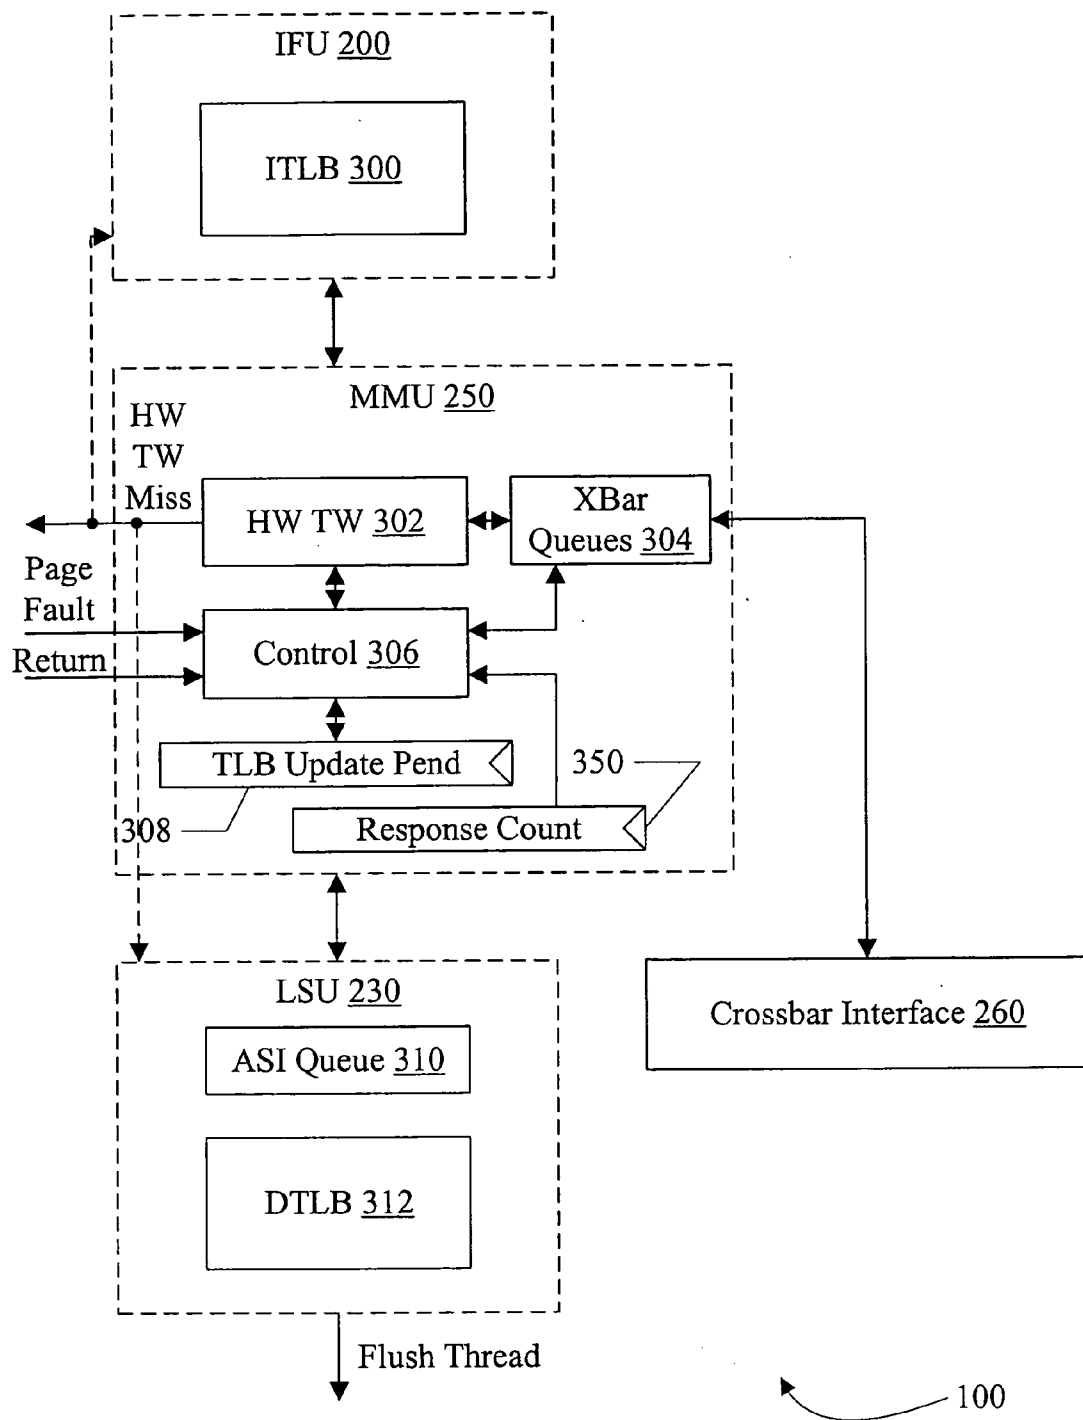 IFU 200
ITLB 300
MMU 250
HW
TW
Miss
HW TW 302
XBar
Queues 304
Page
Fault
Return
Control 306
TLB Update Pend
350
308
Response Count
LSU 230
ASI Queue 310
Crossbar Interface 260
DTLB 312
Flush Thread
100